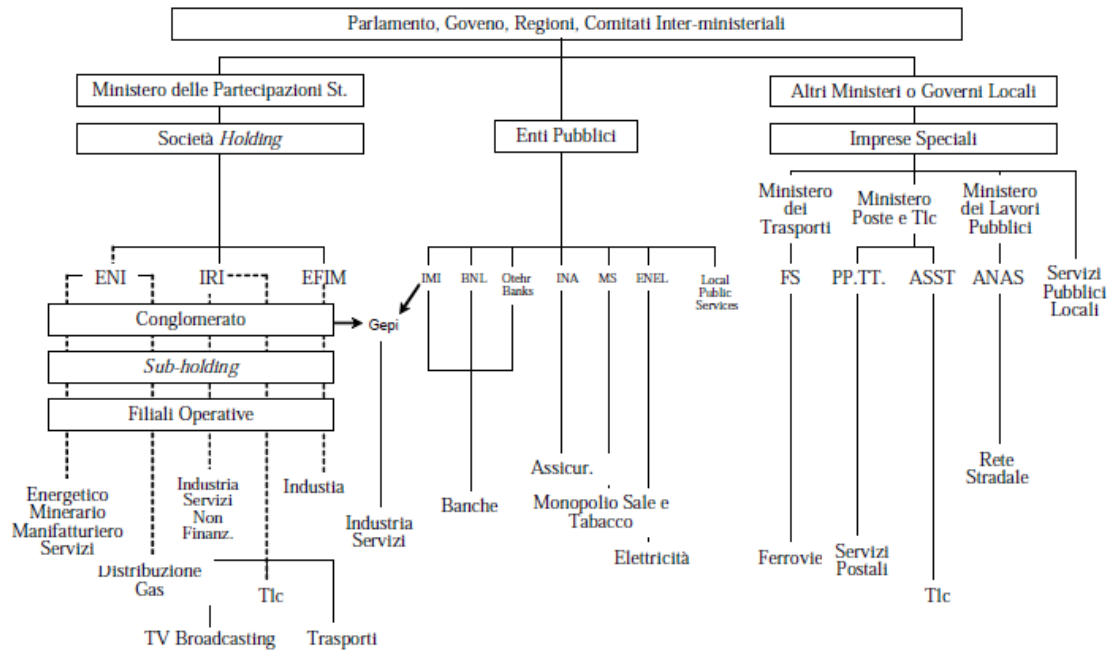 Parlamento, Goveno, Regioni, Comitati Inter-ministeriali
Ministero delle Partecipazioni St.
Altri Ministeri o Governi Locali
Società Holding
Enti Pubblici
Imprese Speciali
Ministero
dei
Trasporti
Ministero
Poste e Tlc
Ministero
dei Lavori
Pubblici
ENI
IRI
EFIM
IMI
BNL
Otehr
Banks
INA
MS
ENEL
Local
Public
Services
FS
PP.TT.
ASST
ANAS
Servizi
Pubblici
Locali
Conglomerato
Gepi
Sub-holding
Filiali Operative
Energetico
Minerario
Manifatturiero
Servizi
Industria
Servizi
Non
Finanz.
Industia
Industria
Servizi
Banche
Assicur.
Monopolio Sale e
Tabacco
Elettricità
Ferrovie
Servizi
Postali
Rete
Stradale
Distribuzione
Gas
Tlc
Tlc
TV Broadcasting
Trasporti